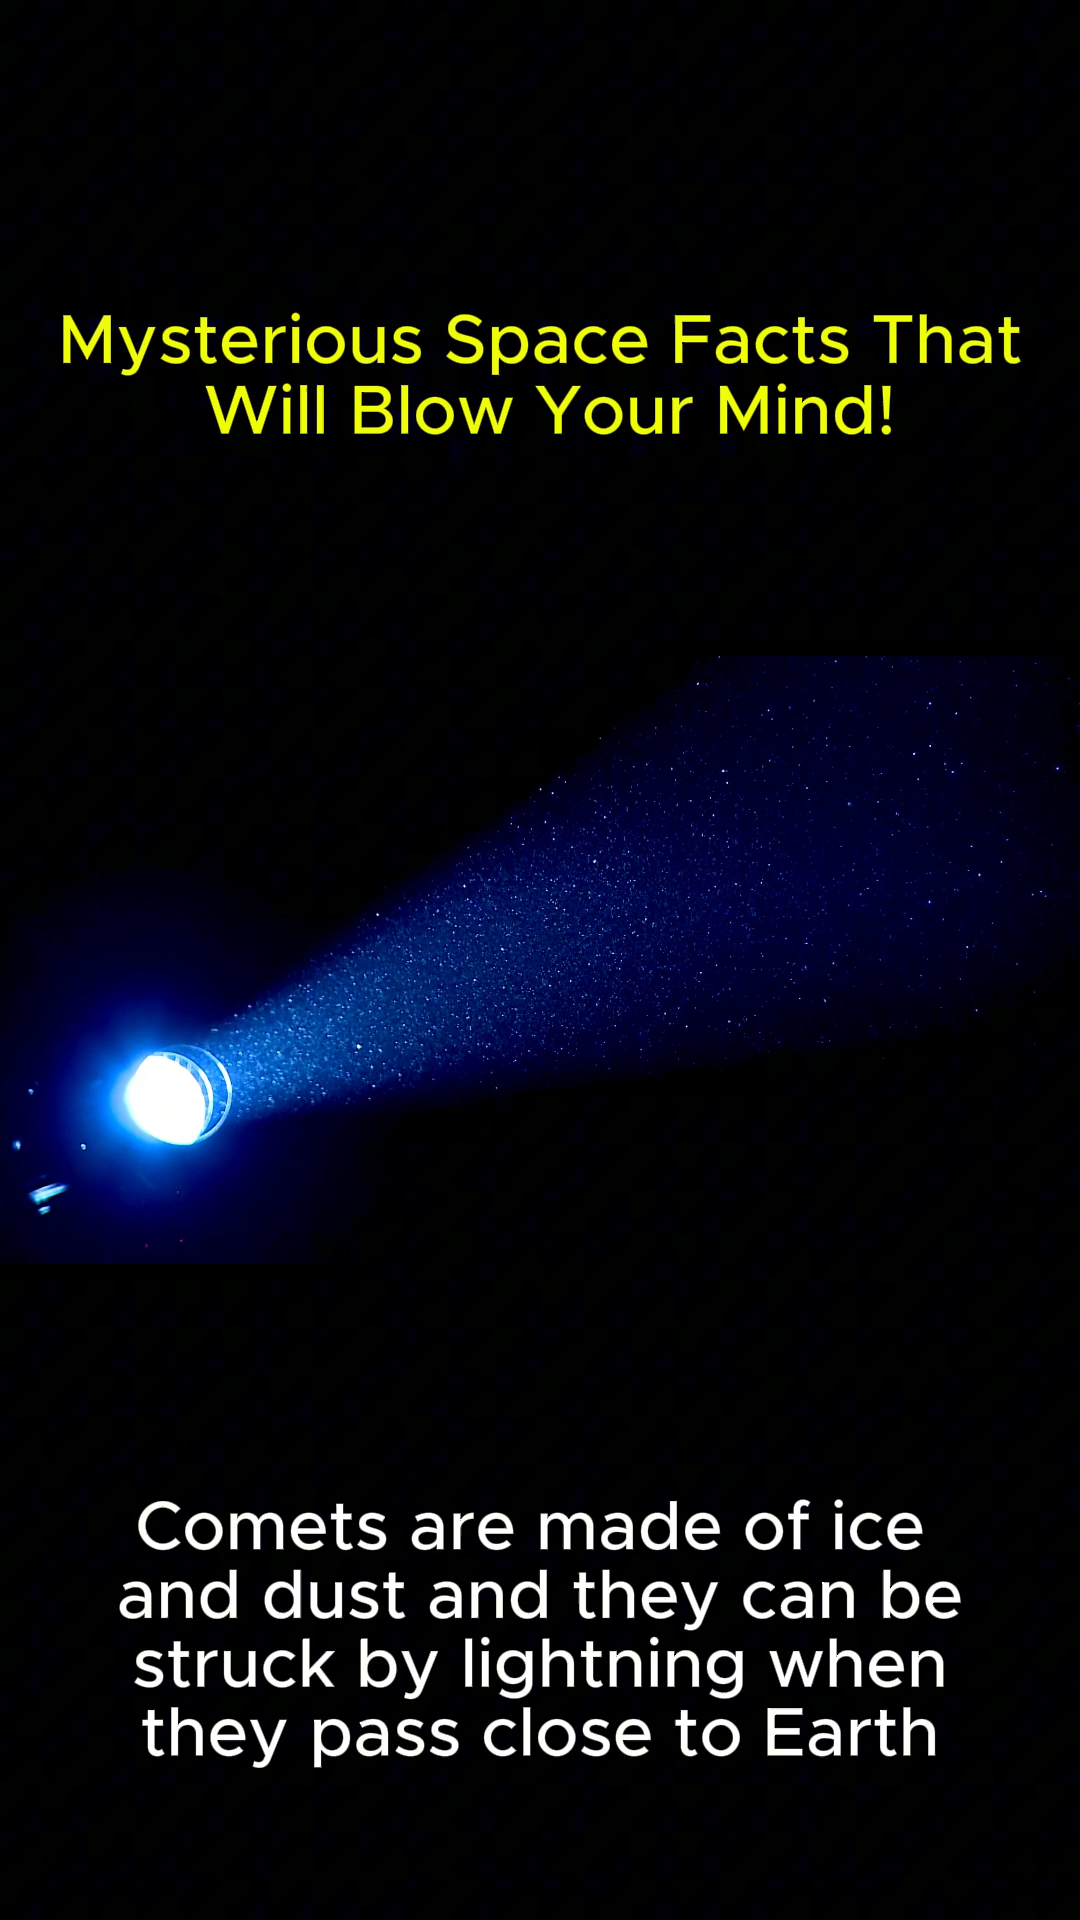 Mysterious Space Facts That
Will Blow Your Mind!
Comets are made of ice
and dust and they can be
struck by lightning when
they pass close to Earth